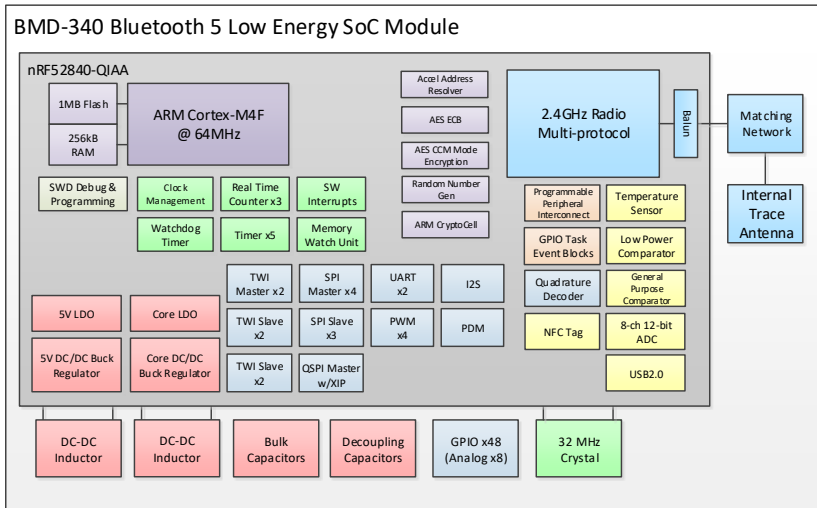 BMD-340 Bluetooth 5 Low Energy SoC Module
nRF52840-QIAA
1MB Flash
256kB
RAM
ARM Cortex-M4F
@ 64MHz
Accel Address
Resolver
AES ECB
AES CCM Mode
Encryption
Random Number
Gen
ARM CryptoCell
2.4GHz Radio
Multi-protocol
Balun
Matching
Network
Internal
Trace
Antenna
SWD Debug &
Programming
Clock
Management
Real Time
Counter x3
SW
Interrupts
Watchdog
Timer
Timer x5
Memory
Watch Unit
Programmable
Peripheral
Interconnect
Temperature
Sensor
GPIO Task
Event Blocks
Low Power
Comparator
Quadrature
Decoder
General
Purpose
Comparator
NFC Tag
8-ch 12-bit
ADC
USB2.0
TWI
Master x2
SPI
Master x4
UART
x2
I2S
TWI Slave
x2
SPI Slave
x3
PWM
x4
PDM
TWI Slave
x2
QSPI Master
w/XIP
5V LDO
Core LDO
5V DC/DC Buck
Regulator
Core DC/DC
Buck Regulator
DC-DC
Inductor
DC-DC
Inductor
Bulk
Capacitors
Decoupling
Capacitors
GPIO x48
(Analog x8)
32 MHz
Crystal